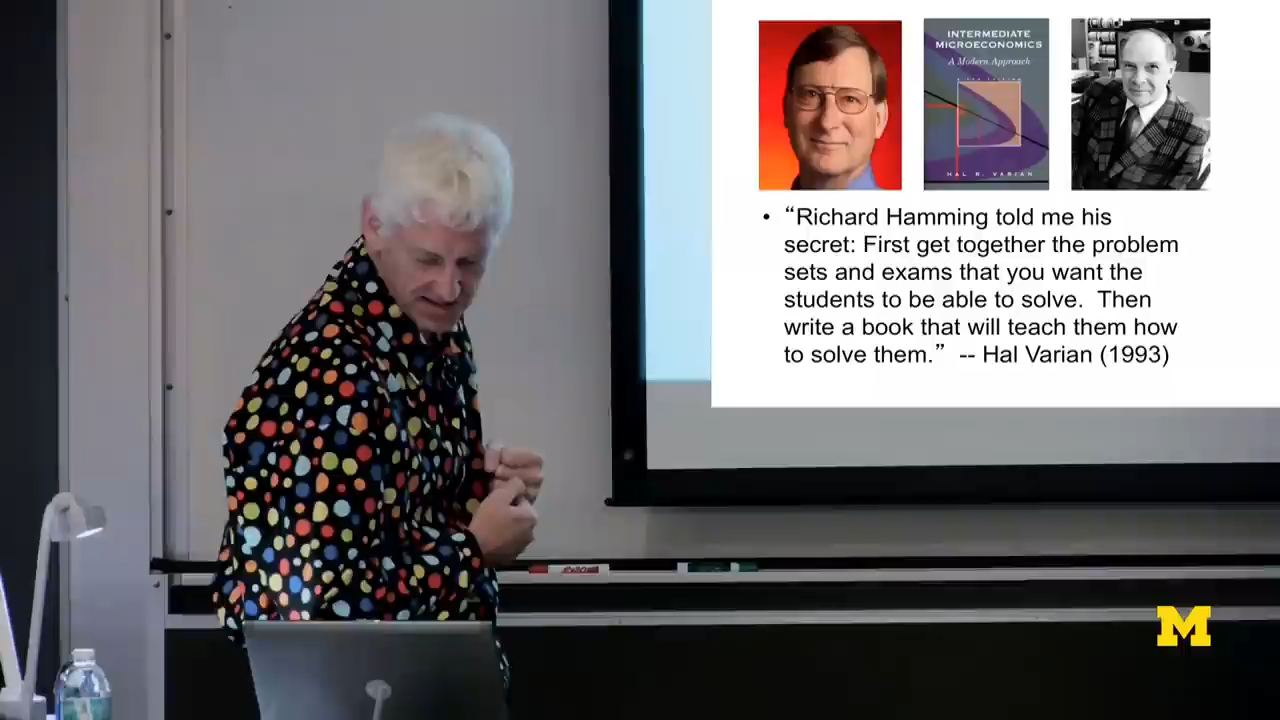 INTERMEDIATE
MICROECONOMICS
A Modern Approach
HAL R. VARIAN
• “Richard Hamming told me his
secret: First get together the problem
sets and exams that you want the
students to be able to solve. Then
write a book that will teach them how
to solve them.” -- Hal Varian (1993)
M